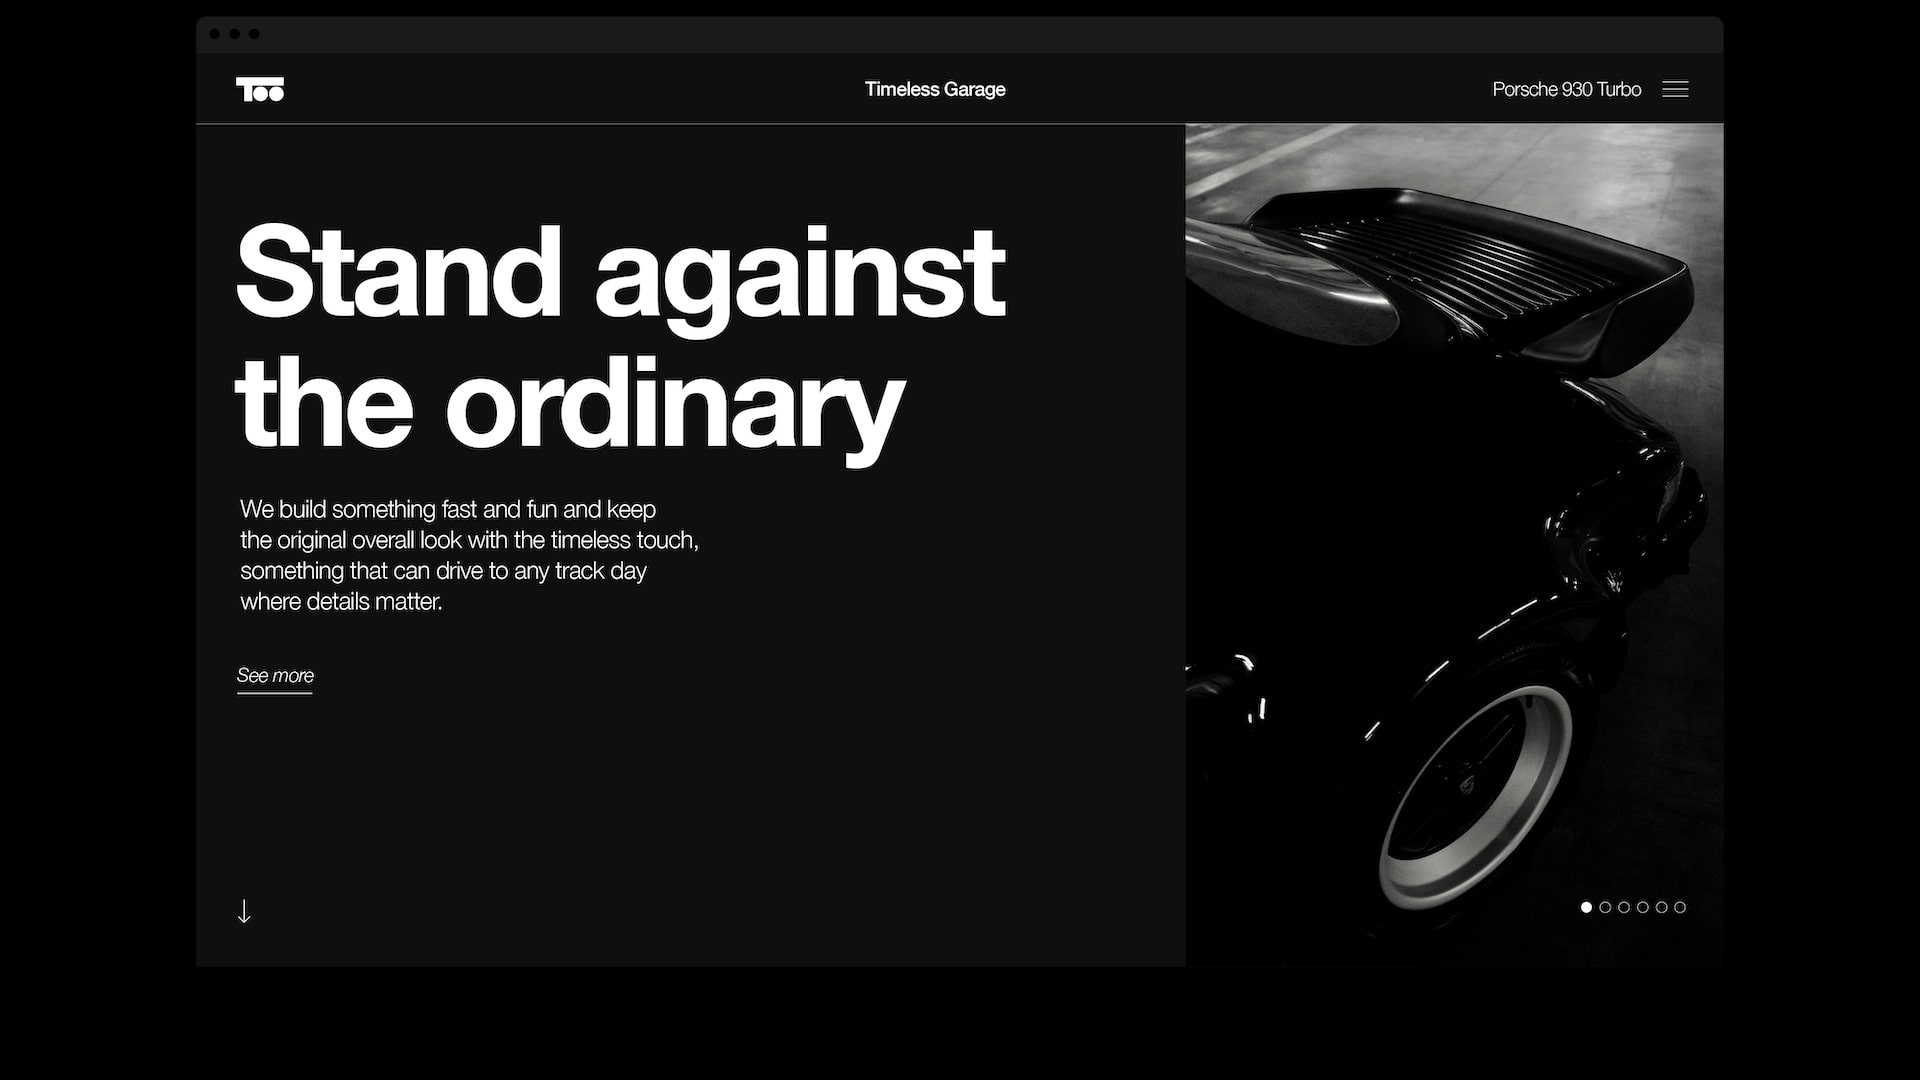 Too
Timeless Garage
Porsche 930 Turbo
Stand against
the ordinary
We build something fast and fun and keep
the original overall look with the timeless touch,
something that can drive to any track day
where details matter.
See more